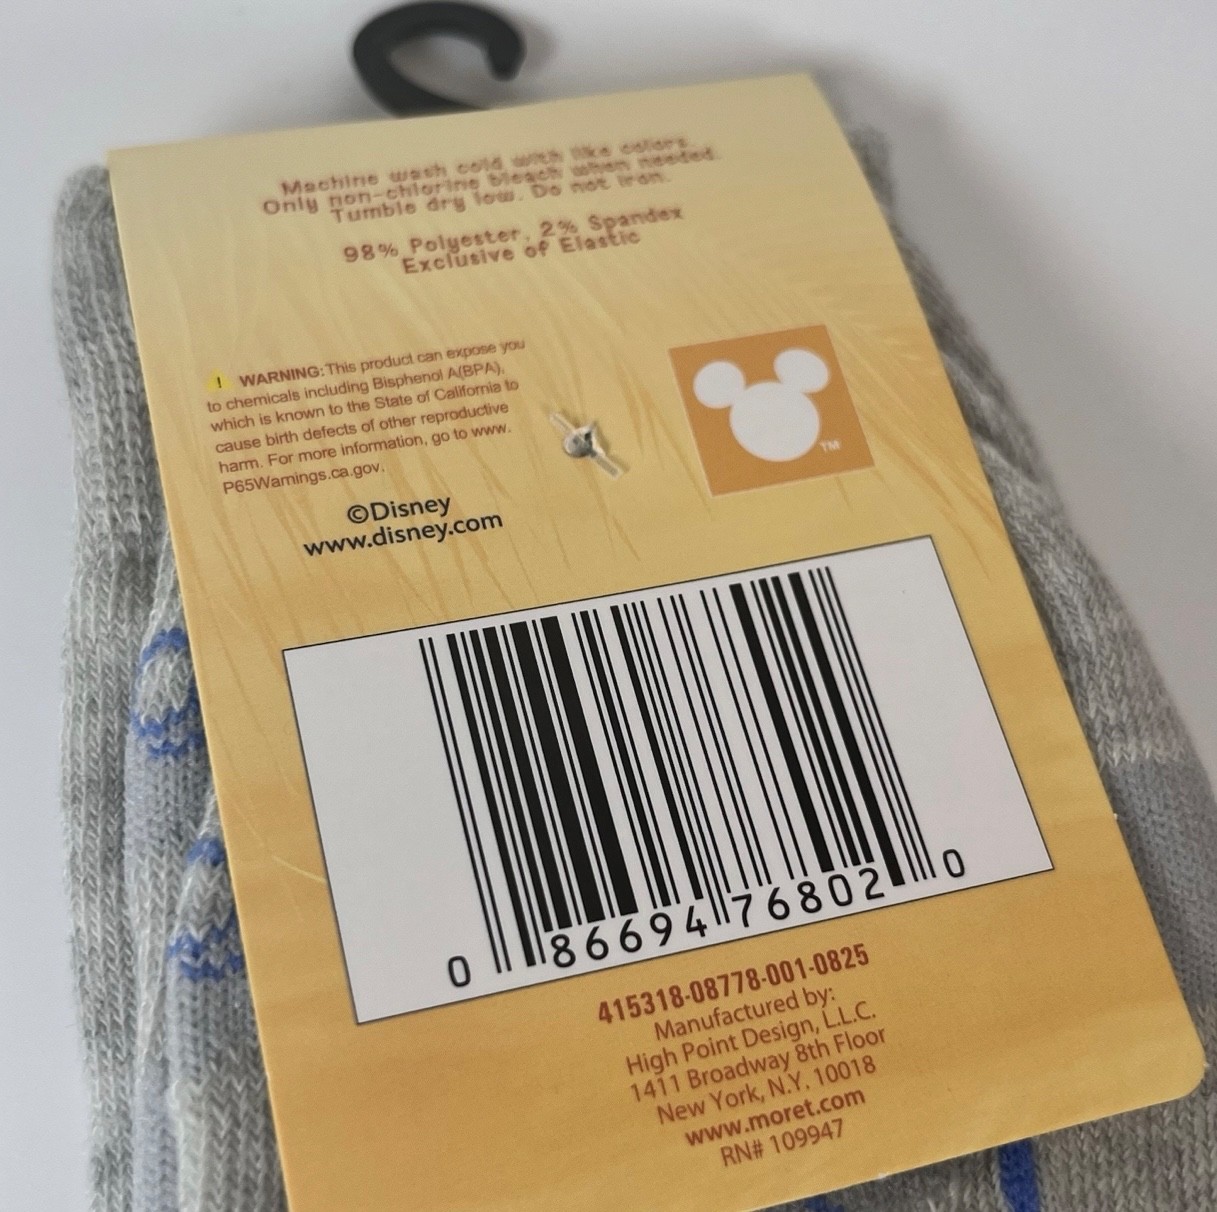 Machine wash cold with like colors.
Only non-chlorine bleach when needed.
Tumble dry low. Do not iron.
98% Polyester, 2% Spandex
Exclusive of Elastic
WARNING: This product can expose you
to chemicals including Bisphenol A(BPA),
which is known to the State of California to
cause birth defects of other reproductive
harm. For more information, go to www.
P65Warnings.ca.gov.
©Disney
www.disney.com
TM
0 86694 76802 0
415318-08778-001-0825
Manufactured by:
High Point Design, L.L.C.
1411 Broadway 8th Floor
New York, N.Y. 10018
www.moret.com
RN# 109947